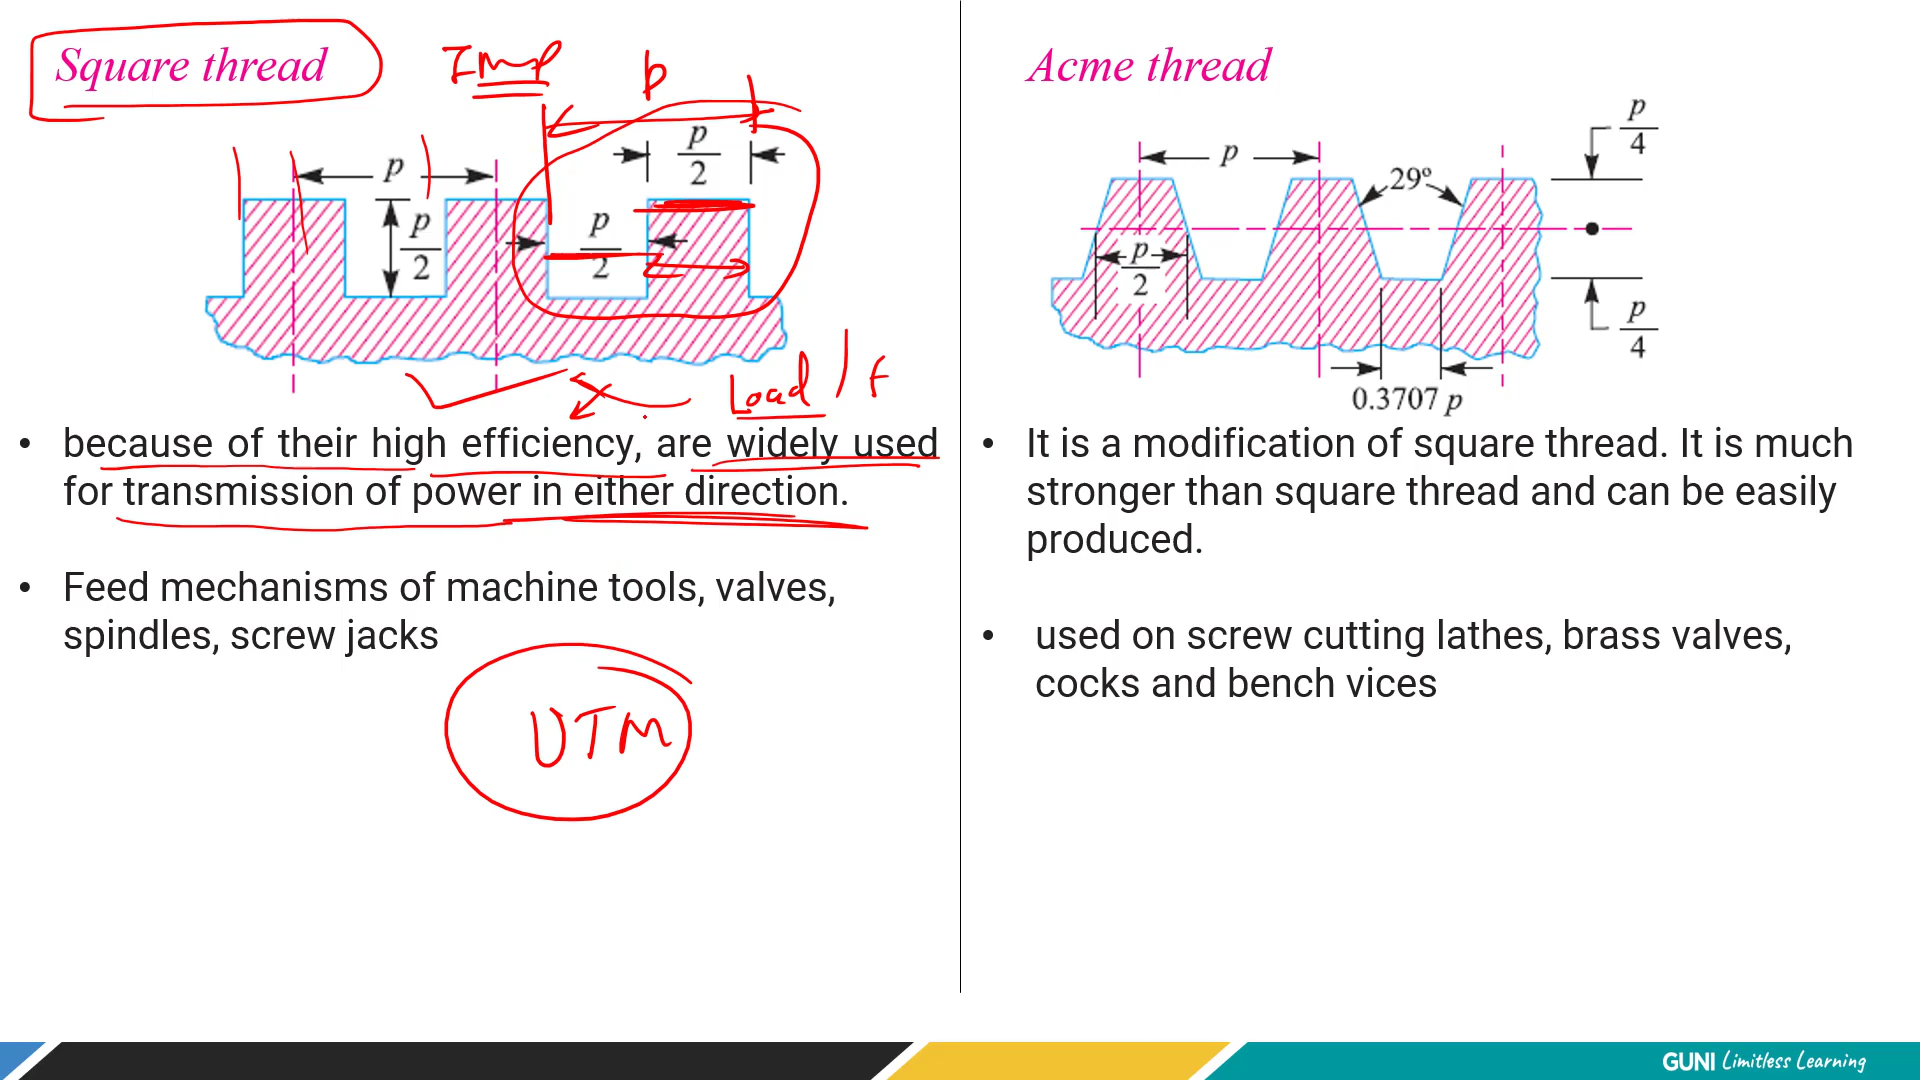 Square thread
Imp
p
p
p
2
p
2
p
2
Load / F
• because of their high efficiency, are widely used
for transmission of power in either direction.
• Feed mechanisms of machine tools, valves,
spindles, screw jacks
UTM
Acme thread
p
4
p
29°
p
2
p
4
0.3707 p
• It is a modification of square thread. It is much
stronger than square thread and can be easily
produced.
• used on screw cutting lathes, brass valves,
cocks and bench vices
GUNI Limitless Learning